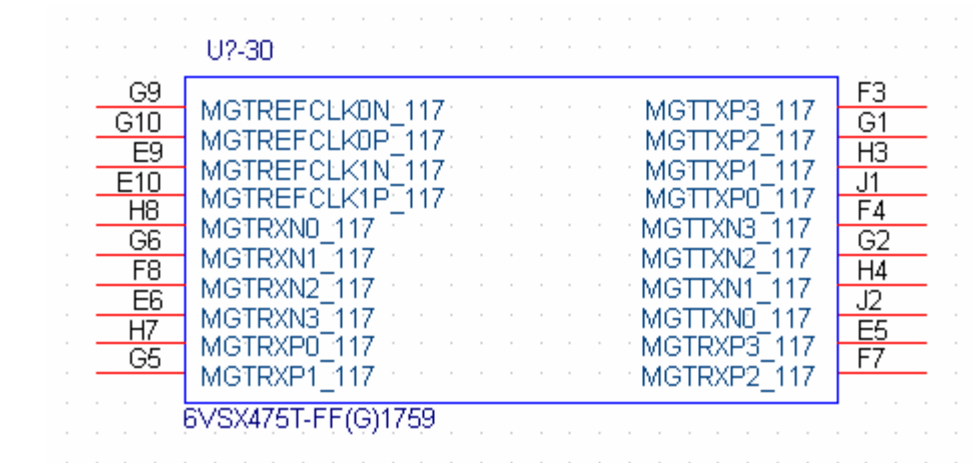 U?-30
G9 MGTREFCLK0N_117 MGTTXP3_117 F3
G10 MGTREFCLK0P_117 MGTTXP2_117 G1
E9 MGTREFCLK1N_117 MGTTXP1_117 H3
E10 MGTREFCLK1P_117 MGTTXP0_117 J1
H8 MGTRXN0_117 MGTTXN3_117 F4
G6 MGTRXN1_117 MGTTXN2_117 G2
F8 MGTRXN2_117 MGTTXN1_117 H4
E6 MGTRXN3_117 MGTTXN0_117 J2
H7 MGTRXP0_117 MGTRXP3_117 E5
G5 MGTRXP1_117 MGTRXP2_117 F7
6VSX475T-FF(G)1759